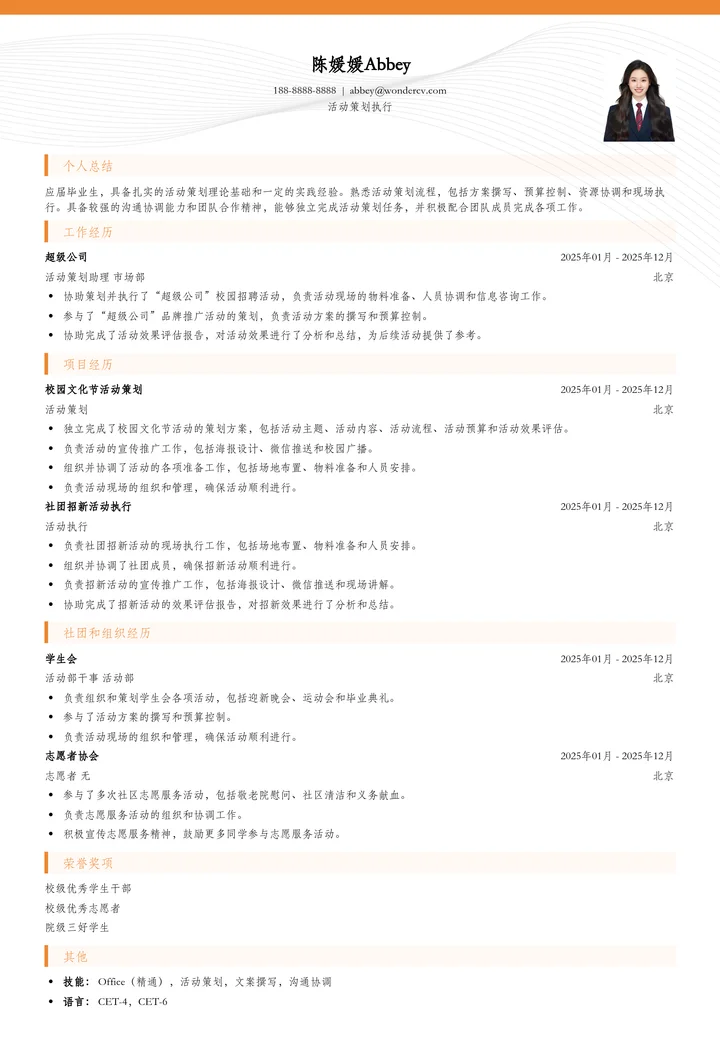 陈媛媛Abbey
188-8888-8888 | abbey@wondercv.com
活动策划执行
个人总结
应届毕业生，具备扎实的活动策划理论基础和一定的实践经验。熟悉活动策划流程，包括方案撰写、预算控制、资源协调和现场执
行。具备较强的沟通协调能力和团队合作精神，能够独立完成活动策划任务，并积极配合团队成员完成各项工作。
工作经历
超级公司 2025年01月 - 2025年12月
活动策划助理 市场部 北京
• 协助策划并执行了“超级公司”校园招聘活动，负责活动现场的物料准备、人员协调和信息咨询工作。
• 参与了“超级公司”品牌推广活动的策划，负责活动方案的撰写和预算控制。
• 协助完成了活动效果评估报告，对活动效果进行了分析和总结，为后续活动提供了参考。
项目经历
校园文化节活动策划 2025年01月 - 2025年12月
活动策划 北京
• 独立完成了校园文化节活动的策划方案，包括活动主题、活动内容、活动流程、活动预算和活动效果评估。
• 负责活动的宣传推广工作，包括海报设计、微信推送和校园广播。
• 组织并协调了活动的各项准备工作，包括场地布置、物料准备和人员安排。
• 负责活动现场的组织和管理，确保活动顺利进行。
社团招新活动执行 2025年01月 - 2025年12月
活动执行 北京
• 负责社团招新活动的现场执行工作，包括场地布置、物料准备和人员安排。
• 组织并协调了社团成员，确保招新活动顺利进行。
• 负责招新活动的宣传推广工作，包括海报设计、微信推送和现场讲解。
• 协助完成了招新活动的效果评估报告，对招新效果进行了分析和总结。
社团和组织经历
学生会 2025年01月 - 2025年12月
活动部干事 活动部 北京
• 负责组织和策划学生会各项活动，包括迎新晚会、运动会和毕业典礼。
• 参与了活动方案的撰写和预算控制。
• 负责活动现场的组织和管理，确保活动顺利进行。
志愿者协会 2025年01月 - 2025年12月
志愿者 无 北京
• 参与了多次社区志愿服务活动，包括敬老院慰问、社区清洁和义务献血。
• 负责志愿服务活动的组织和协调工作。
• 积极宣传志愿服务精神，鼓励更多同学参与志愿服务活动。
荣誉奖项
校级优秀学生干部
校级优秀志愿者
院级三好学生
其他
• 技能： Office（精通），活动策划，文案撰写，沟通协调
• 语言： CET-4，CET-6